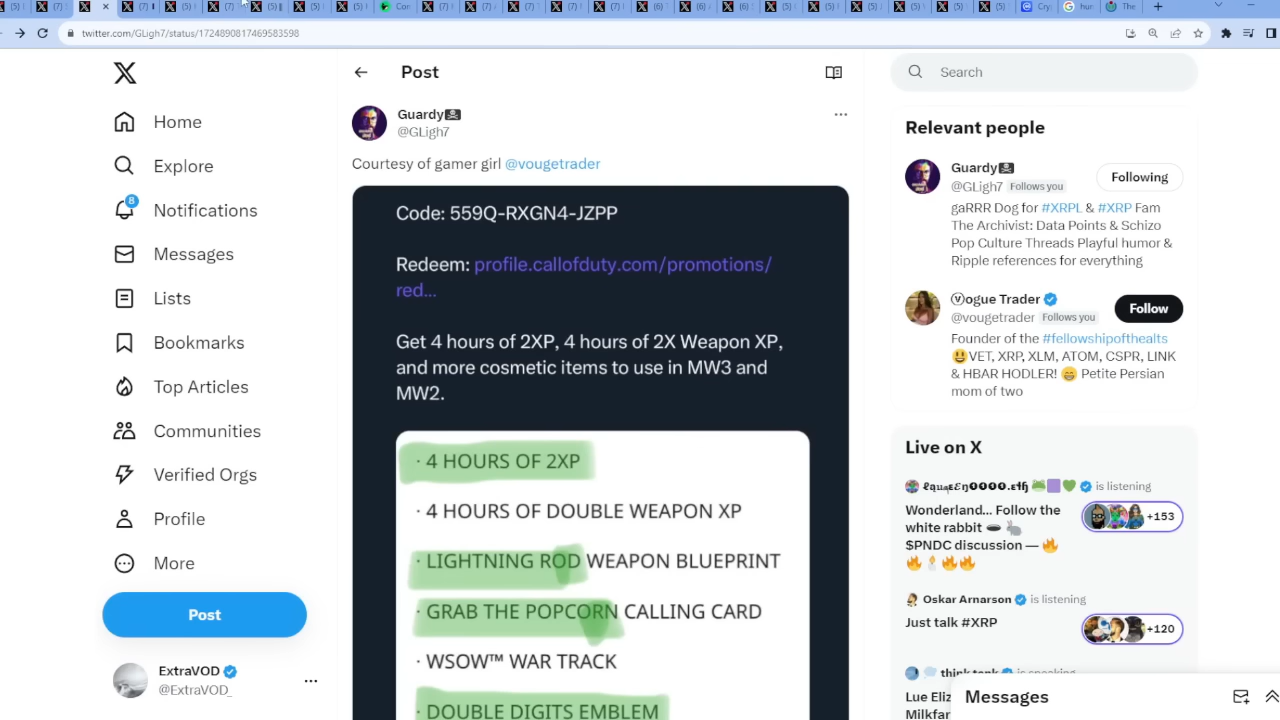 twitter.com/GLigh7/status/1724890817469583598
Home
Explore
8
Notifications
Messages
Lists
Bookmarks
Top Articles
Communities
Verified Orgs
Profile
More
Post
ExtraVOD
@ExtraVOD_
Post
Guardy
@GLigh7
Courtesy of gamer girl @vougetrader
Code: 559Q-RXGN4-JZPP
Redeem: profile.callofduty.com/promotions/
red...
Get 4 hours of 2XP, 4 hours of 2X Weapon XP,
and more cosmetic items to use in MW3 and
MW2.
· 4 HOURS OF 2XP
· 4 HOURS OF DOUBLE WEAPON XP
· LIGHTNING ROD WEAPON BLUEPRINT
· GRAB THE POPCORN CALLING CARD
· WSOW™ WAR TRACK
· DOUBLE DIGITS EMBLEM
Search
Relevant people
Guardy
@GLigh7 Follows you
Following
gaRRR Dog for #XRPL & #XRP Fam
The Archivist: Data Points & Schizo
Pop Culture Threads Playful humor &
Ripple references for everything
Ⓥogue Trader
@vougetrader Follows you
Follow
Founder of the #fellowshipofthealts
😃VET, XRP, XLM, ATOM, CSPR, LINK
& HBAR HODLER! 😁 Petite Persian
mom of two
Live on X
is listening
Wonderland... Follow the
white rabbit 🕳️ 🐇
$PNDC discussion — 🔥
🔥🕯️🔥🔥
+153
Oskar Arnarson is listening
Just talk #XRP
+120
think tank is speaking
Lue Eliz
Milkfar
Messages